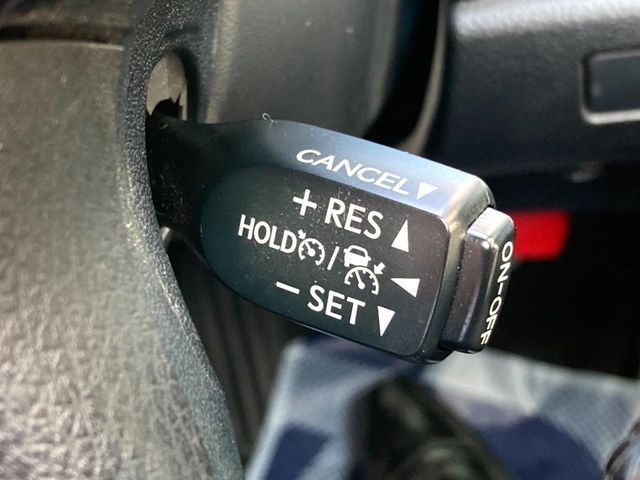 CANCEL▼
+ RES ▲
HOLD /
− SET ▼
ON-OFF